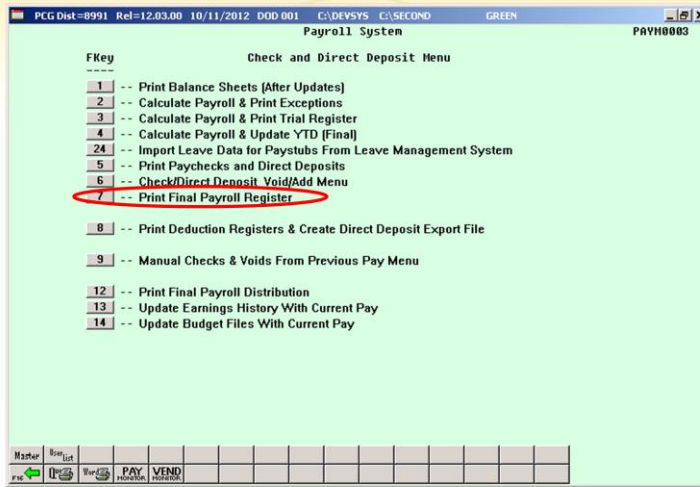 PCG Dist=8991 Rel=12.03.00 10/11/2012 DOD 001 C:\DEVSYS C:\SECOND GREEN
Payroll System PAYM0003
FKey Check and Direct Deposit Menu
----
1 -- Print Balance Sheets (After Updates)
2 -- Calculate Payroll & Print Exceptions
3 -- Calculate Payroll & Print Trial Register
4 -- Calculate Payroll & Update YTD (Final)
24 -- Import Leave Data for Paystubs From Leave Management System
5 -- Print Paychecks and Direct Deposits
6 -- Check/Direct Deposit Void/Add Menu
7 -- Print Final Payroll Register
8 -- Print Deduction Registers & Create Direct Deposit Export File
9 -- Manual Checks & Voids From Previous Pay Menu
12 -- Print Final Payroll Distribution
13 -- Update Earnings History With Current Pay
14 -- Update Budget Files With Current Pay
Master User list
F16 Word PAY MONITOR VEND MONITOR